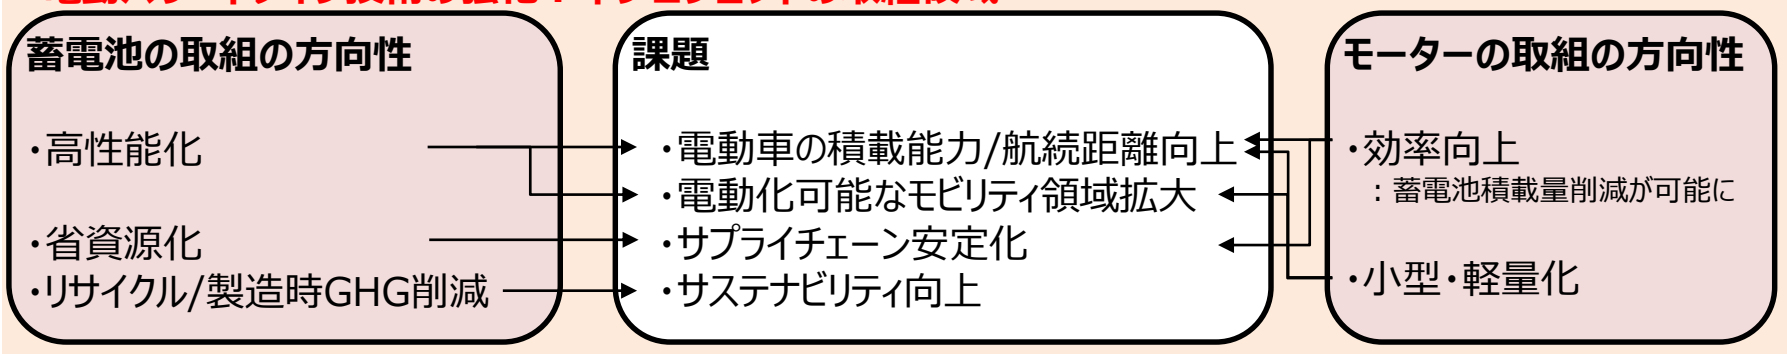 蓄電池の取組の方向性
・高性能化
・省資源化
・リサイクル/製造時GHG削減
課題
・電動車の積載能力/航続距離向上
・電動化可能なモビリティ領域拡大
・サプライチェーン安定化
・サステナビリティ向上
モーターの取組の方向性
・効率向上
：蓄電池積載量削減が可能に
・小型・軽量化